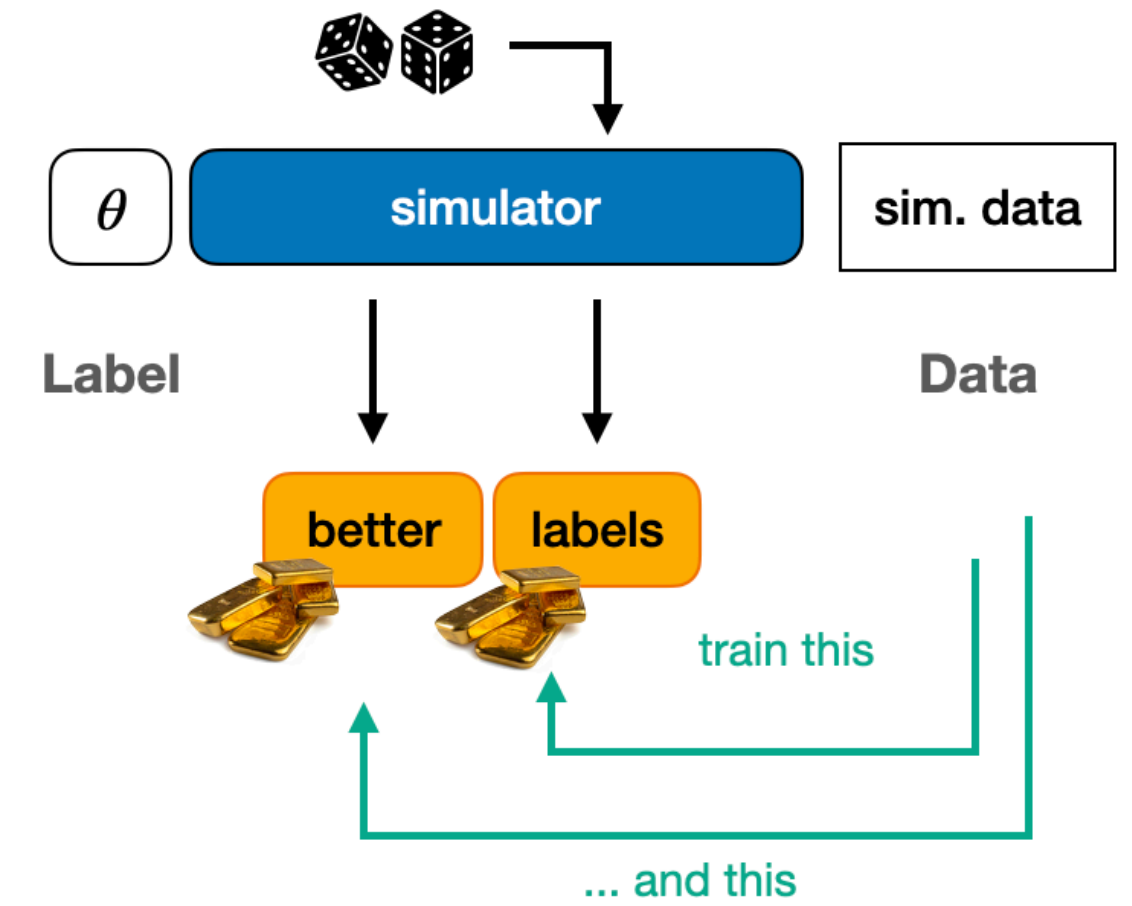 θ
simulator
sim. data
Label
Data
better
labels
train this
... and this